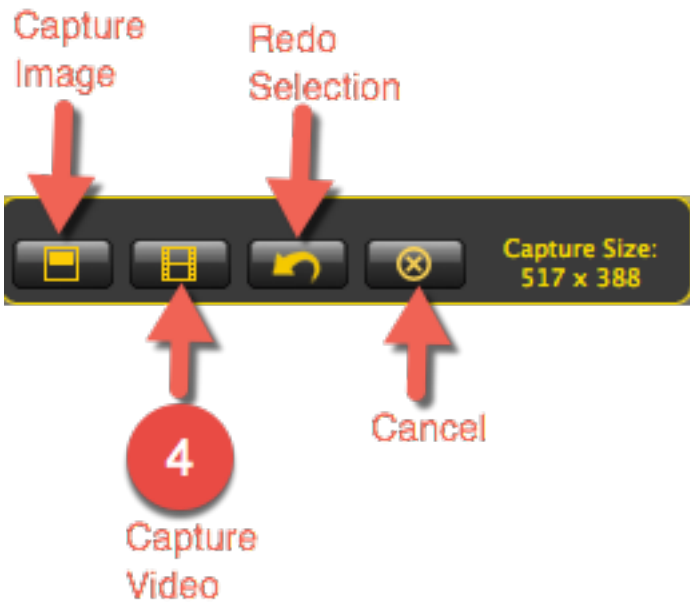 Capture
Image
Redo
Selection
Capture Size:
517 x 388
Cancel
4
Capture
Video